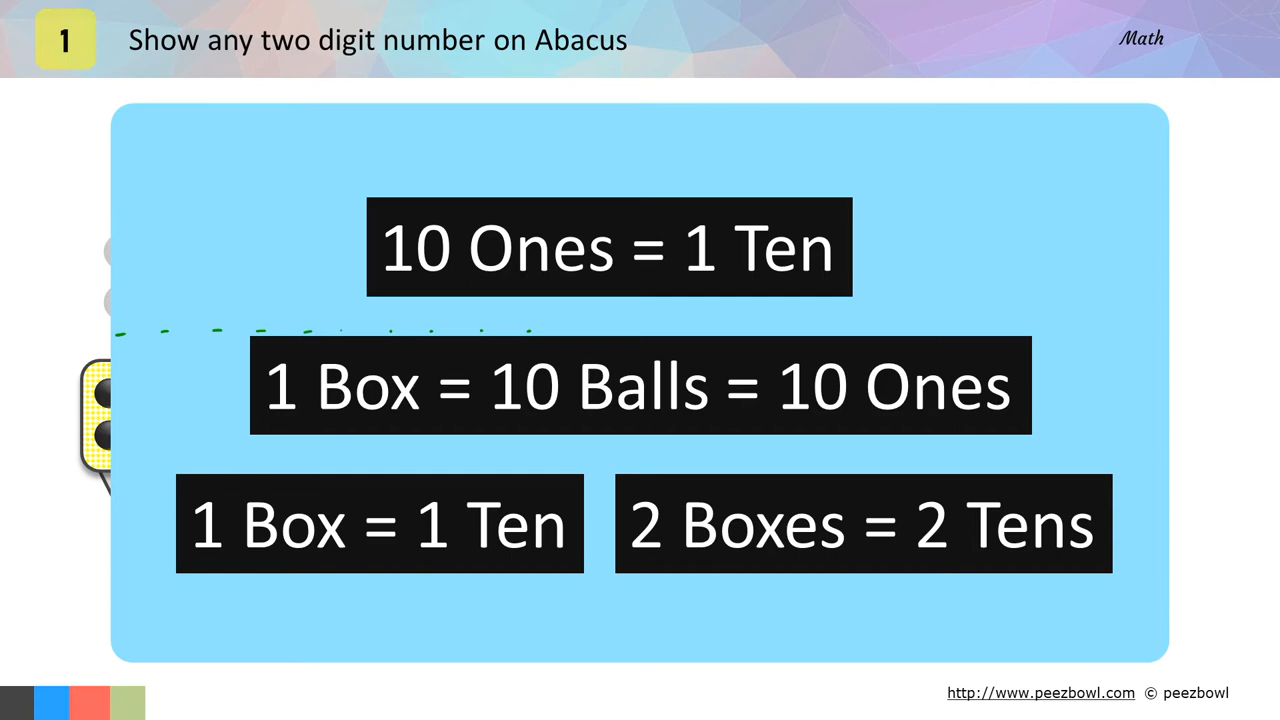 1 Show any two digit number on Abacus
Math
10 Ones = 1 Ten
1 Box = 10 Balls = 10 Ones
1 Box = 1 Ten
2 Boxes = 2 Tens
http://www.peezbowl.com © peezbowl